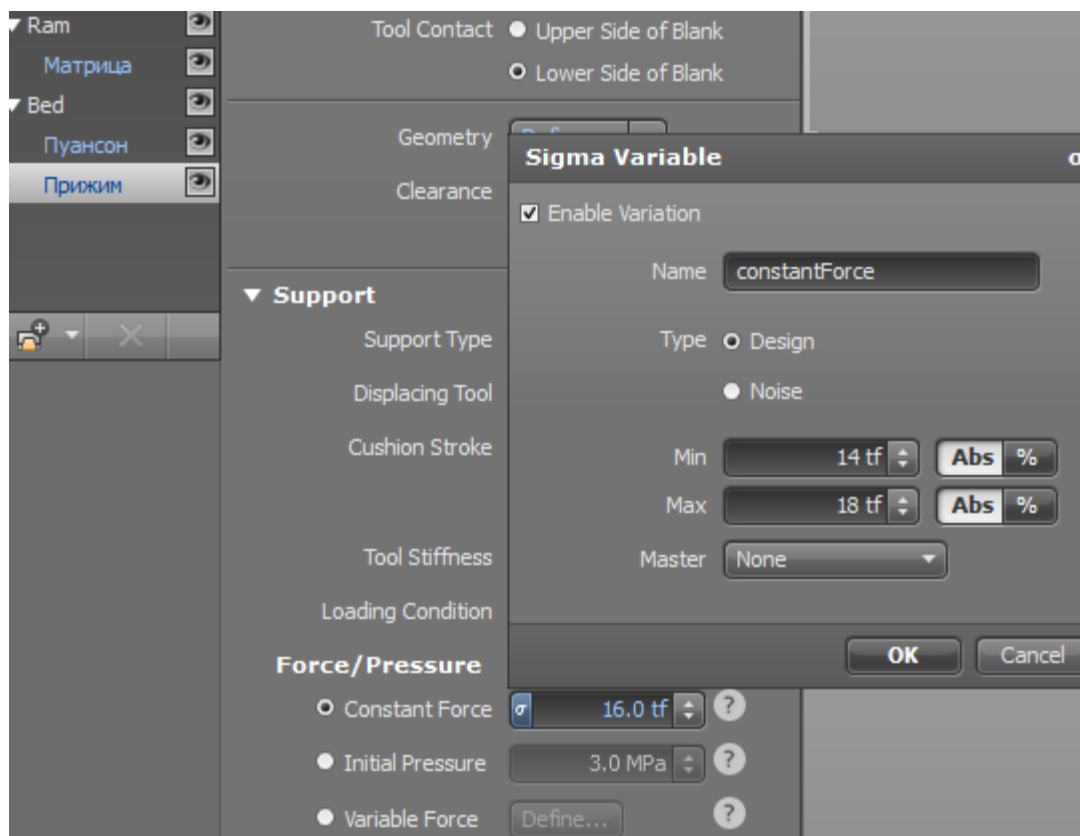 Ram
Матрица
Bed
Пуансон
Прижим
Tool Contact
Upper Side of Blank
Lower Side of Blank
Geometry
Clearance
Support
Support Type
Displacing Tool
Cushion Stroke
Tool Stiffness
Loading Condition
Force/Pressure
Constant Force σ 16.0 tf ?
Initial Pressure 3.0 MPa ?
Variable Force Define... ?
Sigma Variable
Enable Variation
Name constantForce
Type Design
Noise
Min 14 tf Abs %
Max 18 tf Abs %
Master None
OK Cancel